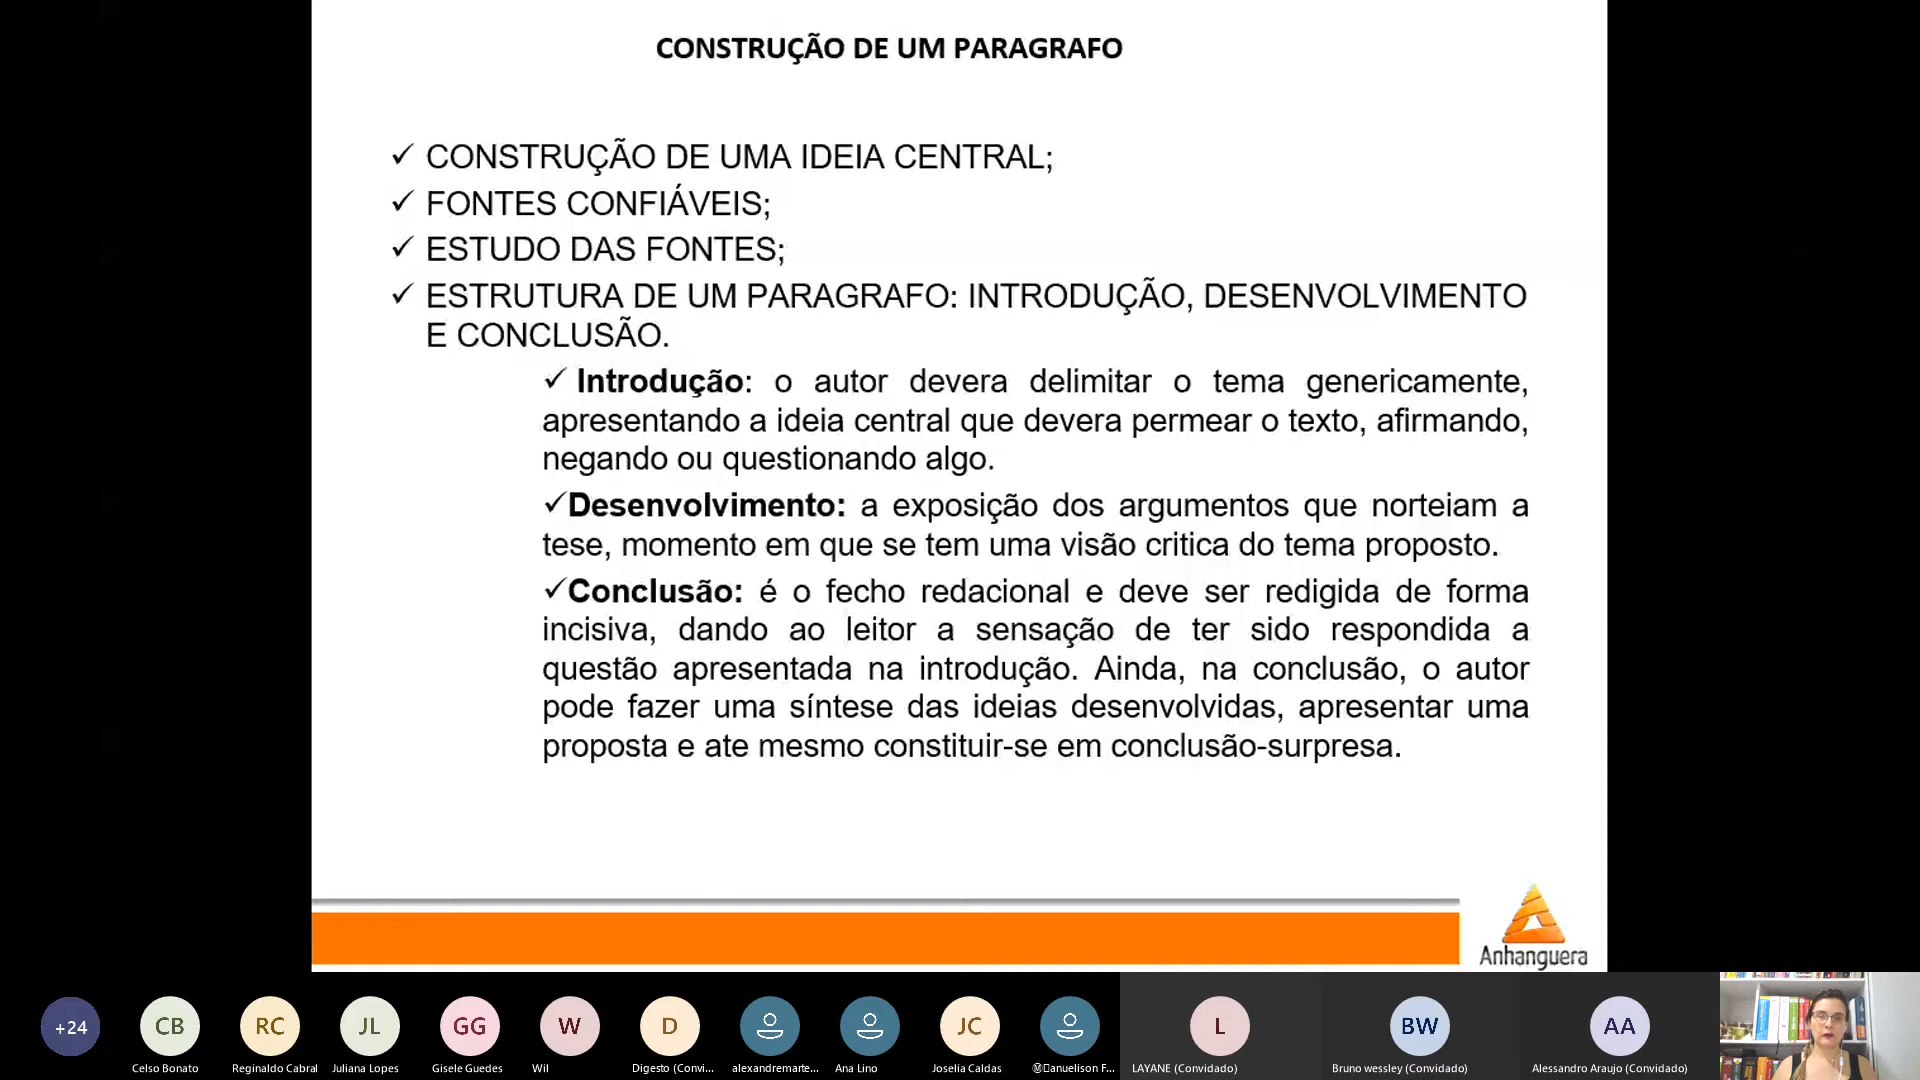 CONSTRUÇÃO DE UM PARAGRAFO
✓ CONSTRUÇÃO DE UMA IDEIA CENTRAL;
✓ FONTES CONFIÁVEIS;
✓ ESTUDO DAS FONTES;
✓ ESTRUTURA DE UM PARAGRAFO: INTRODUÇÃO, DESENVOLVIMENTO
E CONCLUSÃO.
✓ Introdução: o autor devera delimitar o tema genericamente,
apresentando a ideia central que devera permear o texto, afirmando,
negando ou questionando algo.
✓Desenvolvimento: a exposição dos argumentos que norteiam a
tese, momento em que se tem uma visão critica do tema proposto.
✓Conclusão: é o fecho redacional e deve ser redigida de forma
incisiva, dando ao leitor a sensação de ter sido respondida a
questão apresentada na introdução. Ainda, na conclusão, o autor
pode fazer uma síntese das ideias desenvolvidas, apresentar uma
proposta e ate mesmo constituir-se em conclusão-surpresa.
Anhanguera
+24 CB RC JL GG W D JC L BW AA
Celso Bonato Reginaldo Cabral Juliana Lopes Gisele Guedes Wil Digesto (Convi... alexandremarte... Ana Lino Joselia Caldas F... LAYANE (Convidado) Bruno wessley (Convidado) Alessandro Araujo (Convidado)